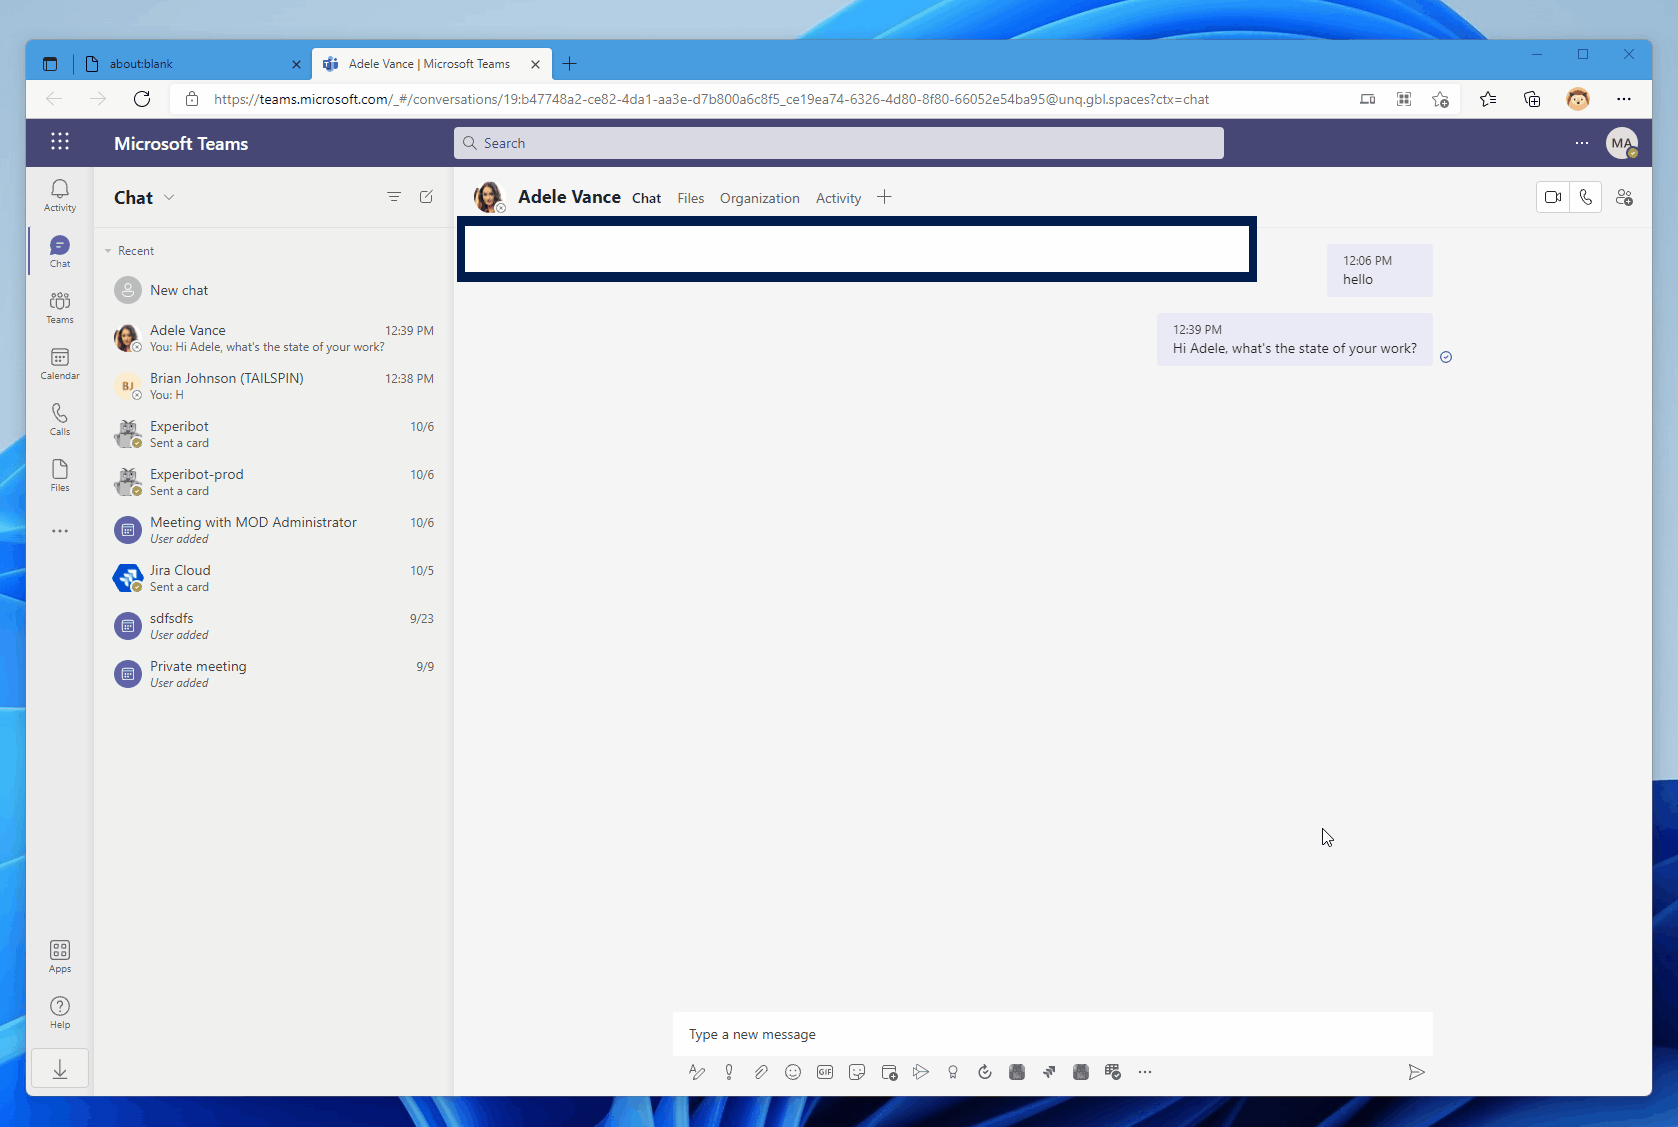 about:blank
Adele Vance | Microsoft Teams
https://teams.microsoft.com/_#/conversations/19:b47748a2-ce82-4da1-aa3e-d7b800a6c8f5_ce19ea74-6326-4d80-8f80-66052e54ba95@unq.gbl.spaces?ctx=chat
Microsoft Teams
Search
MA
Activity
Chat
Teams
Calendar
Calls
Files
Apps
Help
Chat
Recent
New chat
Adele Vance 12:39 PM
You: Hi Adele, what's the state of your work?
BJ
Brian Johnson (TAILSPIN) 12:38 PM
You: H
Experibot 10/6
Sent a card
Experibot-prod 10/6
Sent a card
Meeting with MOD Administrator 10/6
User added
Jira Cloud 10/5
Sent a card
sdfsdfs 9/23
User added
Private meeting 9/9
User added
Adele Vance Chat Files Organization Activity
12:06 PM
hello
12:39 PM
Hi Adele, what's the state of your work?
Type a new message
GIF